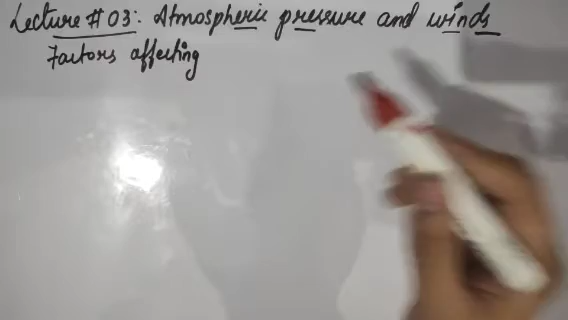 Lecture # 03: Atmospheric pressure and winds
Factors affecting